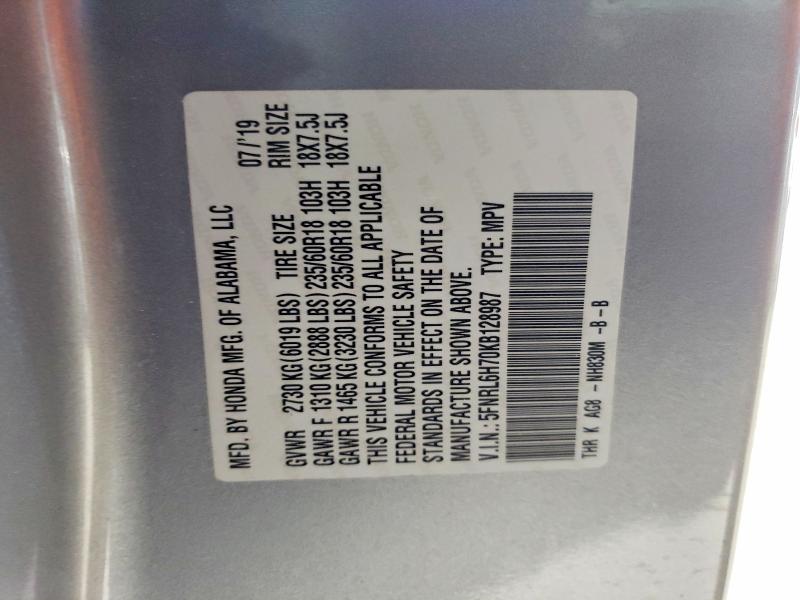 MFD. BY HONDA MFG. OF ALABAMA, LLC 07/'19
GVWR 2730 KG(6019 LBS) TIRE SIZE RIM SIZE
GAWR F 1310 KG(2888 LBS)235/60R18 103H 18X7.5J
GAWR R 1465 KG(3230 LBS)235/60R18 103H 18X7.5J
THIS VEHICLE CONFORMS TO ALL APPLICABLE
FEDERAL MOTOR VEHICLE SAFETY
STANDARDS IN EFFECT ON THE DATE OF
MANUFACTURE SHOWN ABOVE.
V.I.N.: 5FNRL6H70KB128987 TYPE: MPV
THR K AG8 - NH830M -B-B